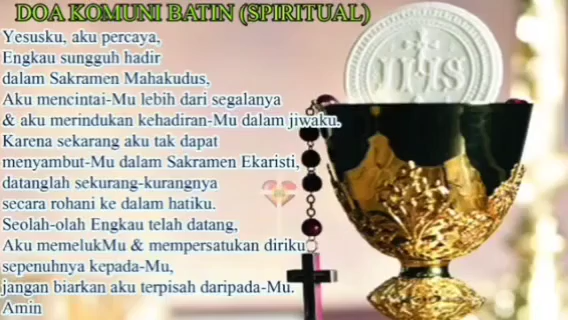 DOA KOMUNI BATIN (SPIRITUAL)
Yesusku, aku percaya,
Engkau sungguh hadir
dalam Sakramen Mahakudus,
Aku mencintai-Mu lebih dari segalanya
& aku merindukan kehadiran-Mu dalam jiwaku.
Karena sekarang aku tak dapat
menyambut-Mu dalam Sakramen Ekaristi,
datanglah sekurang-kurangnya
secara rohani ke dalam hatiku.
Seolah-olah Engkau telah datang,
Aku memelukMu & mempersatukan diriku
sepenuhnya kepada-Mu,
jangan biarkan aku terpisah daripada-Mu.
Amin
IHS